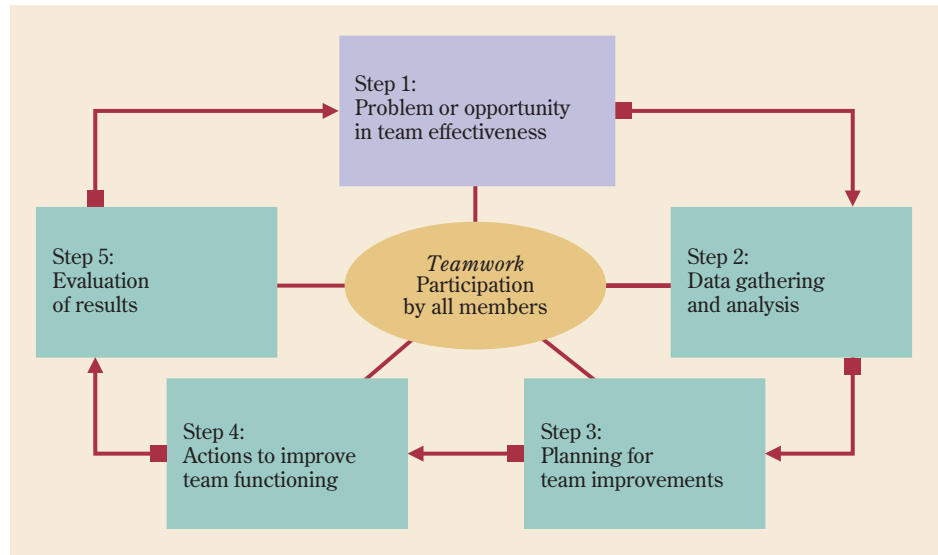 Step 1:
Problem or opportunity
in team effectiveness
Step 2:
Data gathering
and analysis
Step 3:
Planning for
team improvements
Step 4:
Actions to improve
team functioning
Step 5:
Evaluation
of results
Teamwork
Participation
by all members